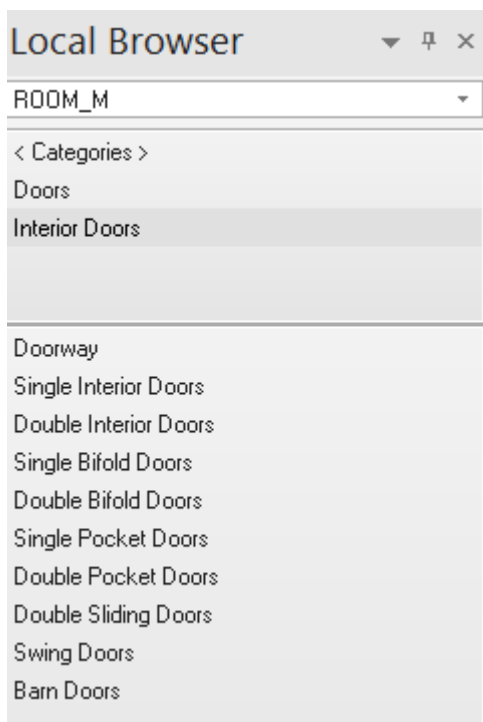 Local Browser
ROOM_M
< Categories >
Doors
Interior Doors
Doorway
Single Interior Doors
Double Interior Doors
Single Bifold Doors
Double Bifold Doors
Single Pocket Doors
Double Pocket Doors
Double Sliding Doors
Swing Doors
Barn Doors